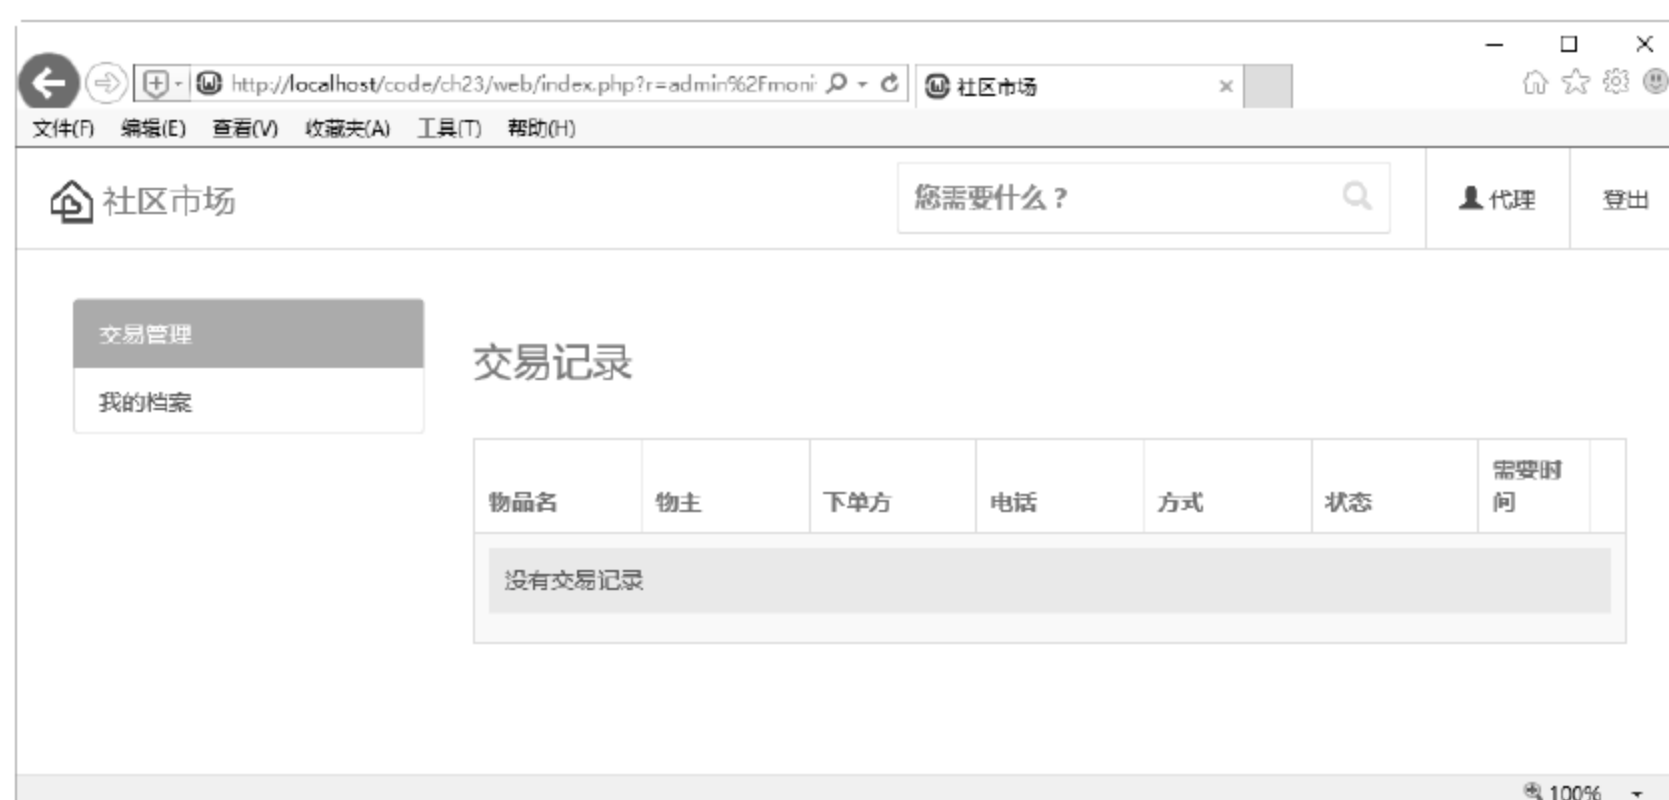 http://localhost/code/ch23/web/index.php?r=admin%2Fmoni
社区市场
文件(F) 编辑(E) 查看(V) 收藏夹(A) 工具(T) 帮助(H)
社区市场 您需要什么？ 代理 登出
交易管理
我的档案
交易记录
物品名 物主 下单方 电话 方式 状态 需要时间
没有交易记录
100%